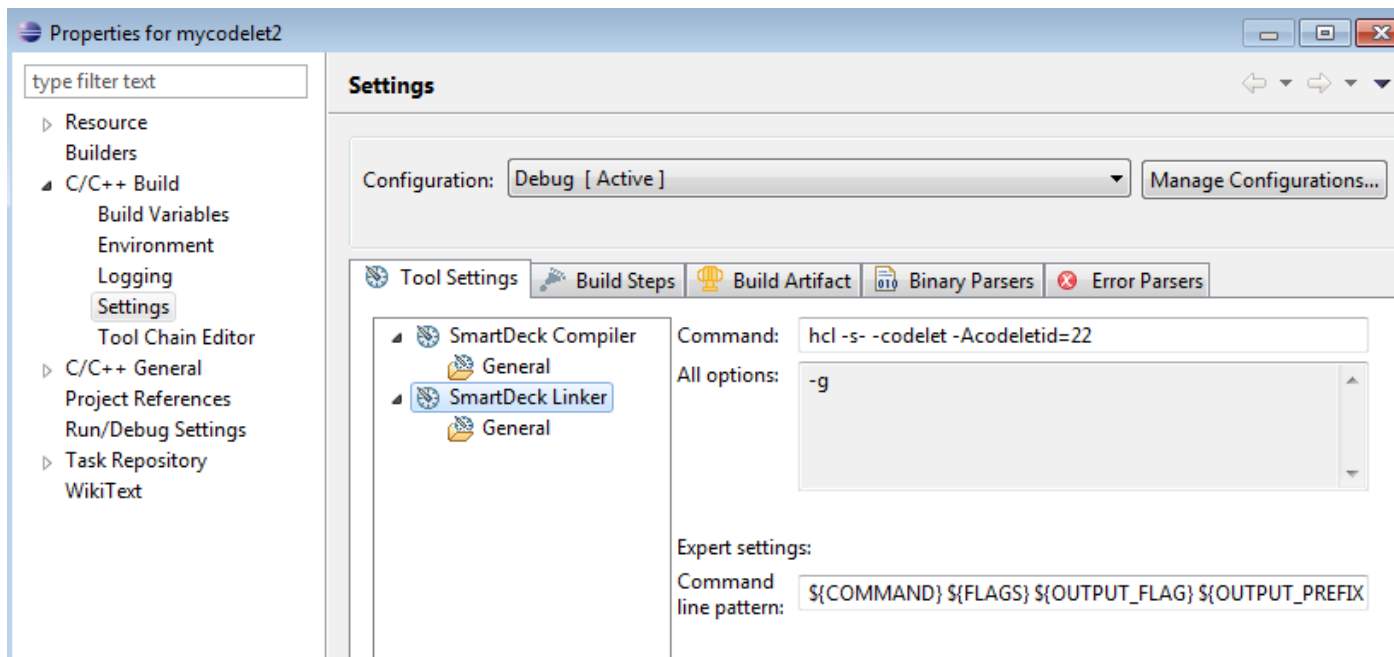 Properties for mycodelet2
type filter text
Resource
Builders
C/C++ Build
Build Variables
Environment
Logging
Settings
Tool Chain Editor
C/C++ General
Project References
Run/Debug Settings
Task Repository
WikiText
Settings
Configuration: Debug [ Active ] Manage Configurations...
Tool Settings Build Steps Build Artifact Binary Parsers Error Parsers
SmartDeck Compiler
General
SmartDeck Linker
General
Command: hcl -s- -codelet -Acodeletid=22
All options: -g
Expert settings:
Command
line pattern: ${COMMAND} ${FLAGS} ${OUTPUT_FLAG} ${OUTPUT_PREFIX